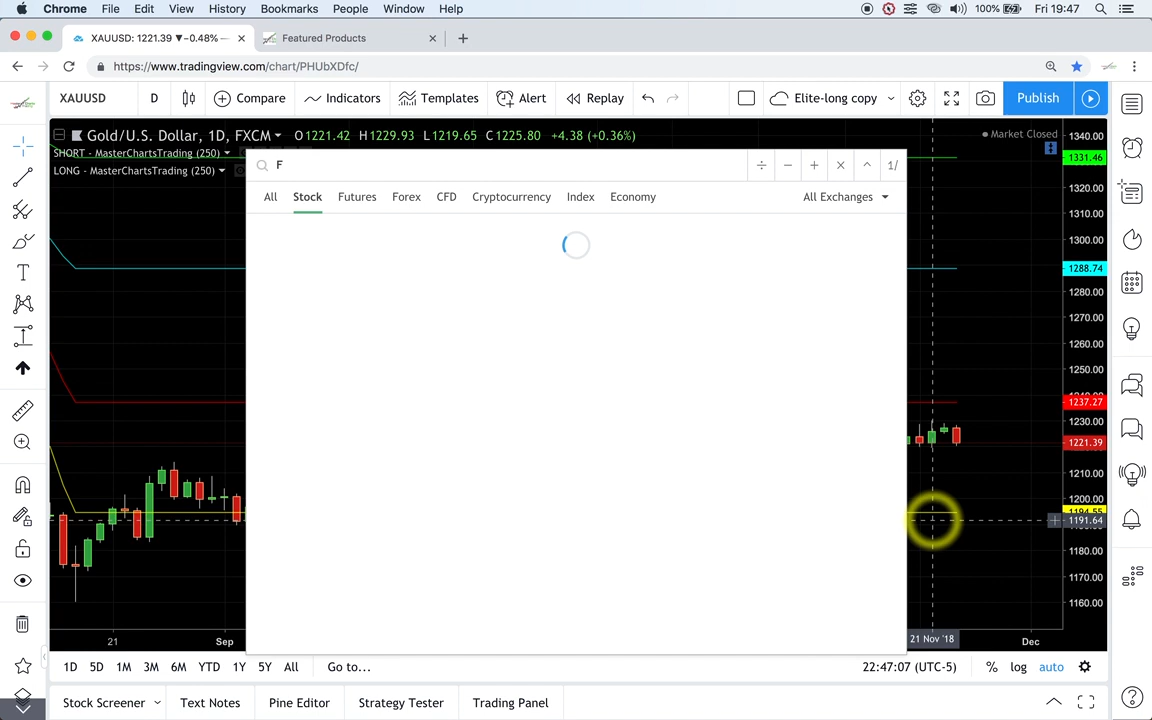 Chrome File Edit View History Bookmarks People Window Help 100% Fri 19:47
XAUUSD: 1221.39 ▼−0.48% — Featured Products
https://www.tradingview.com/chart/PHUbXDfc/
XAUUSD D Compare Indicators Templates Alert Replay Elite-long copy Publish
Gold/U.S. Dollar, 1D, FXCM O1221.42 H1229.93 L1219.65 C1225.80 +4.38 (+0.36%)
Market Closed
SHORT - MasterChartsTrading (250)
LONG - MasterChartsTrading (250)
F ÷ − + × ^ 1/
All Stock Futures Forex CFD Cryptocurrency Index Economy All Exchanges
1340.00
1331.46
1320.00
1310.00
1300.00
1288.74
1280.00
1270.00
1260.00
1250.00
1237.27
1230.00
1221.39
1210.00
1200.00
1194.55
1191.64
1180.00
1170.00
1160.00
21 Sep 21 Nov '18 Dec
1D 5D 1M 3M 6M YTD 1Y 5Y All Go to... 22:47:07 (UTC-5) % log auto
Stock Screener Text Notes Pine Editor Strategy Tester Trading Panel